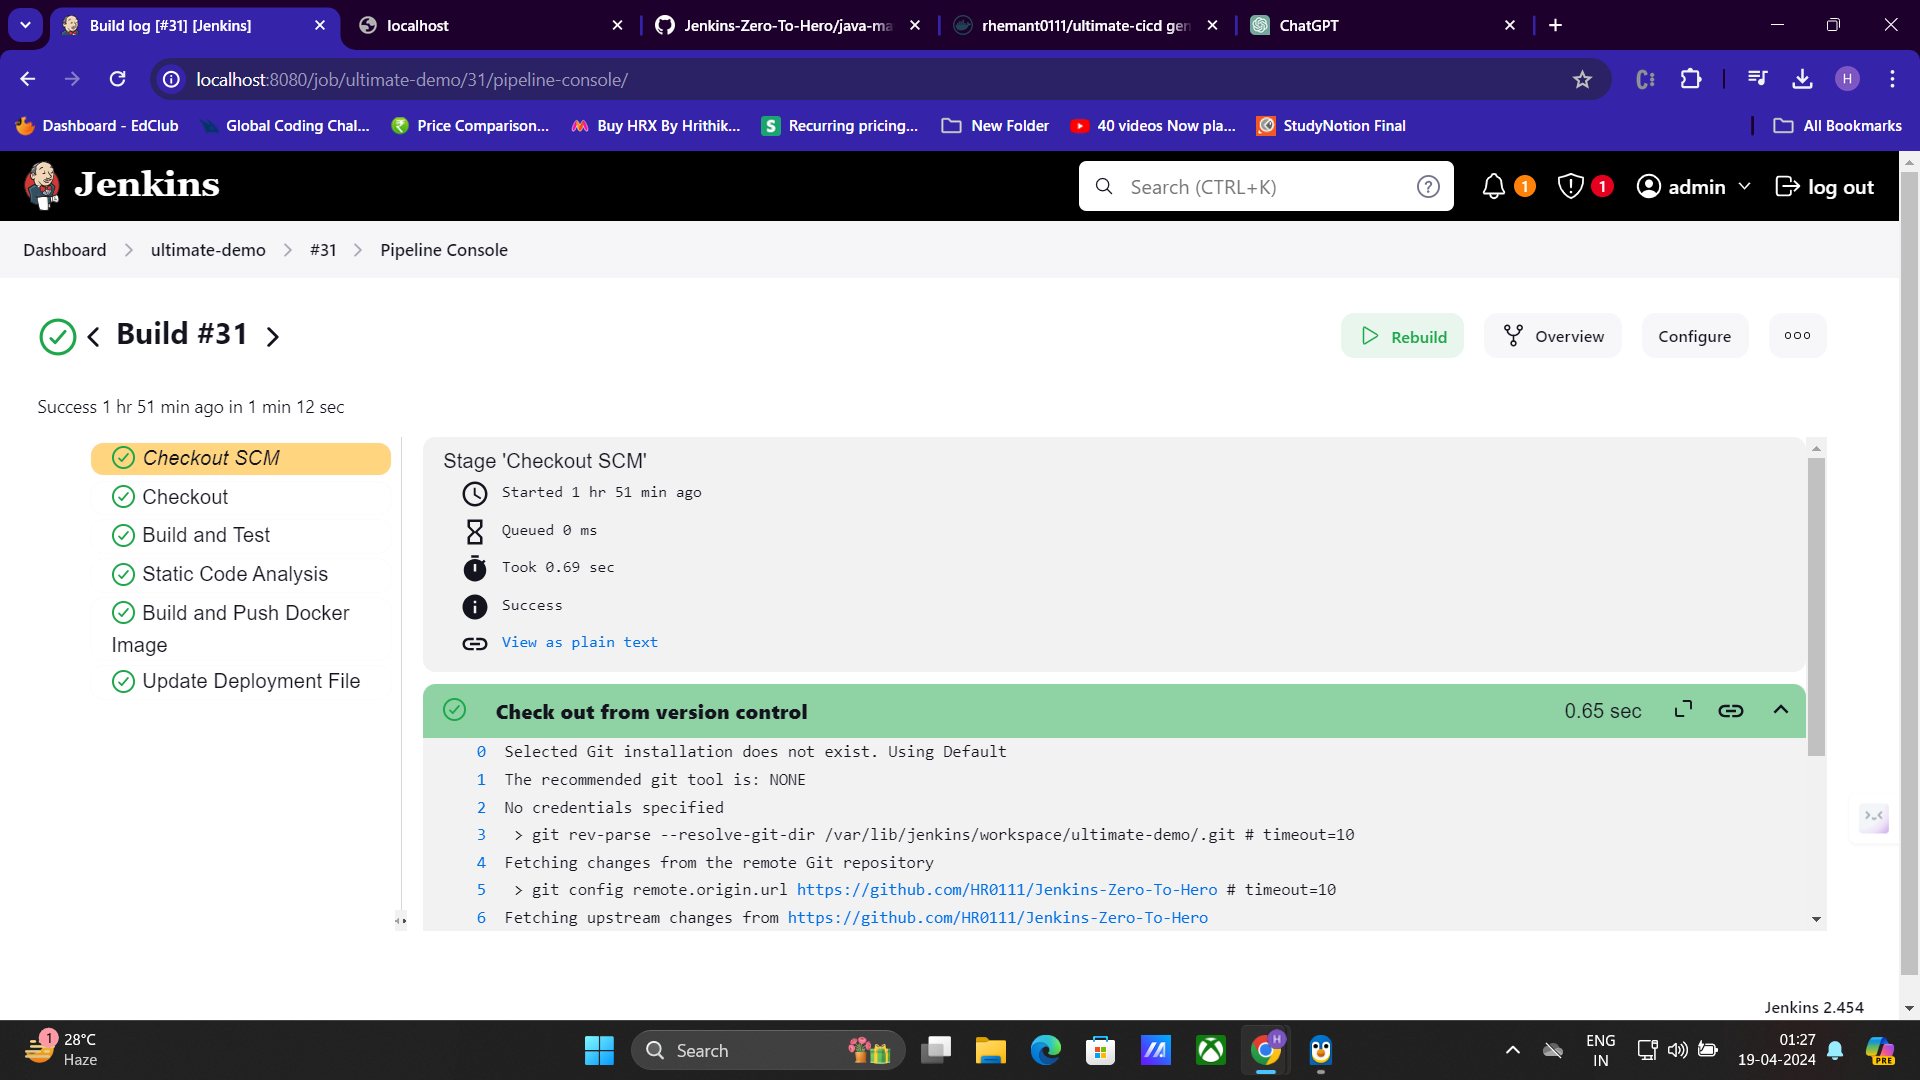 Build log [#31] [Jenkins]
localhost
Jenkins-Zero-To-Hero/java-ma
rhemant0111/ultimate-cicd gen
ChatGPT
localhost:8080/job/ultimate-demo/31/pipeline-console/
H
Dashboard - EdClub
Global Coding Chal...
Price Comparison...
Buy HRX By Hrithik...
Recurring pricing...
New Folder
40 videos Now pla...
StudyNotion Final
All Bookmarks
Jenkins
Search (CTRL+K)
1
1
admin
log out
Dashboard
ultimate-demo
#31
Pipeline Console
Build #31
Rebuild
Overview
Configure
Success 1 hr 51 min ago in 1 min 12 sec
Checkout SCM
Checkout
Build and Test
Static Code Analysis
Build and Push Docker
Image
Update Deployment File
Stage 'Checkout SCM'
Started 1 hr 51 min ago
Queued 0 ms
Took 0.69 sec
Success
View as plain text
Check out from version control
0.65 sec
0 Selected Git installation does not exist. Using Default
1 The recommended git tool is: NONE
2 No credentials specified
3 > git rev-parse --resolve-git-dir /var/lib/jenkins/workspace/ultimate-demo/.git # timeout=10
4 Fetching changes from the remote Git repository
5 > git config remote.origin.url https://github.com/HR0111/Jenkins-Zero-To-Hero # timeout=10
6 Fetching upstream changes from https://github.com/HR0111/Jenkins-Zero-To-Hero
Jenkins 2.454
1
28°C
Haze
Search
H
ENG
IN
01:27
19-04-2024
PRE